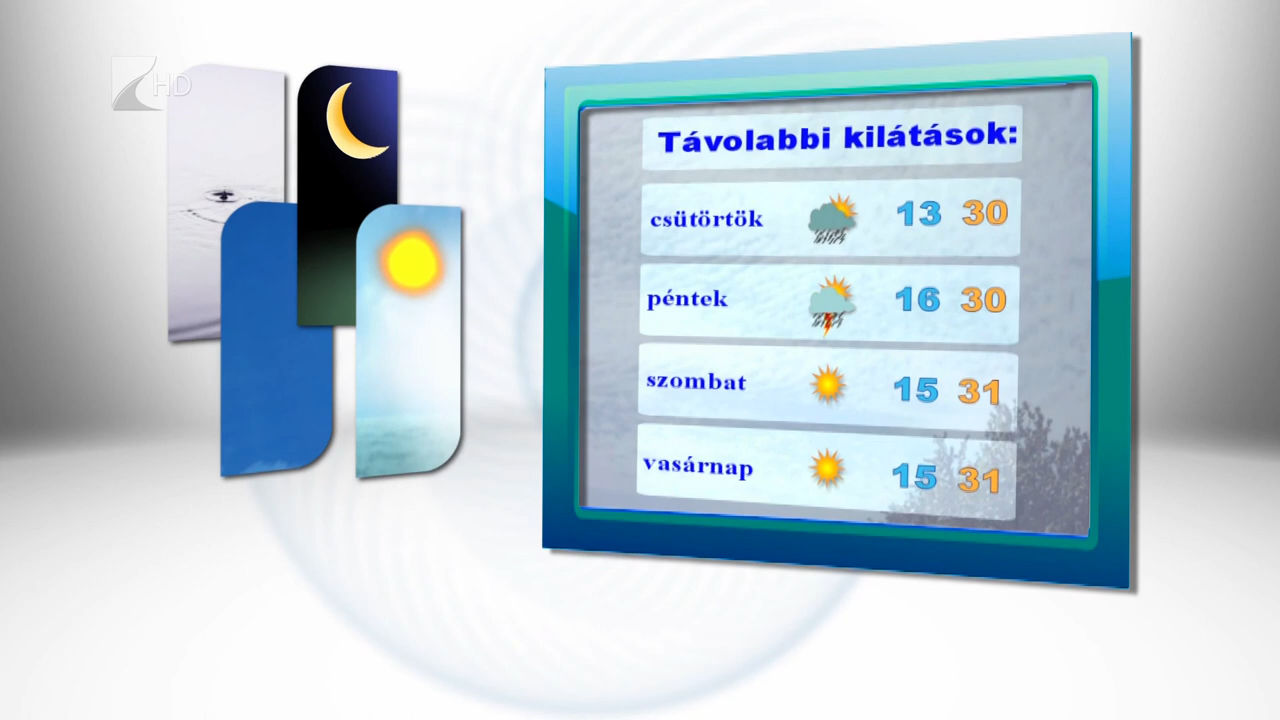 HD
Távolabbi kilátások:
csütörtök 13 30
péntek 16 30
szombat 15 31
vasárnap 15 31